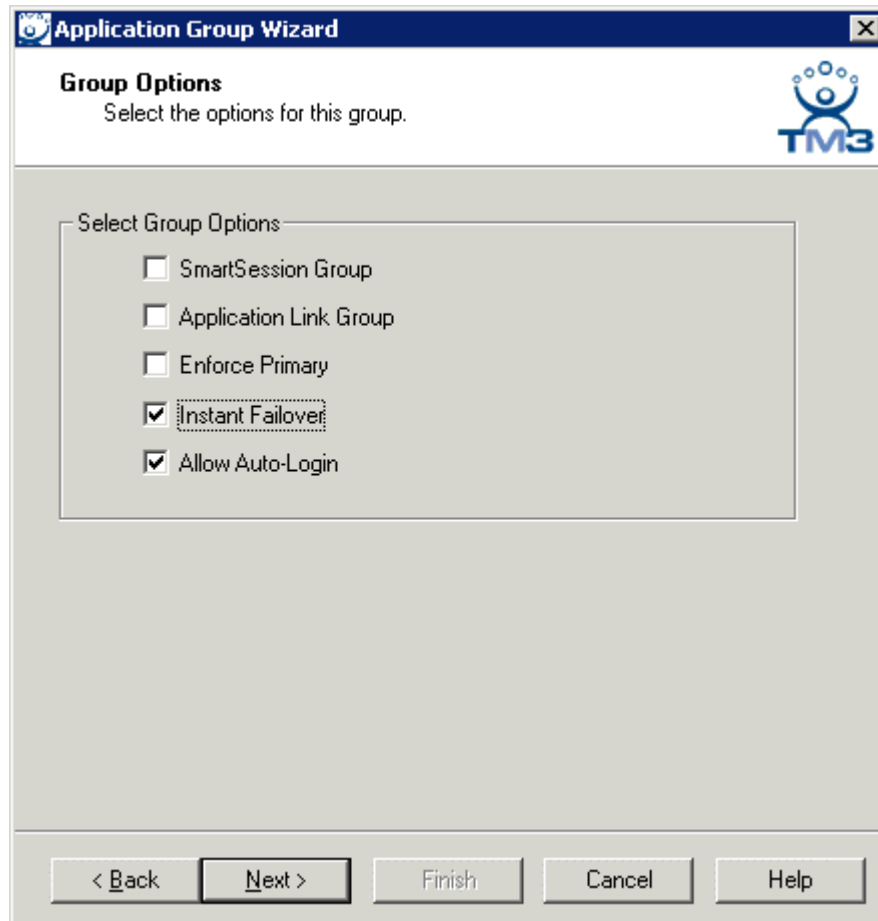 Application Group Wizard
Group Options
Select the options for this group.
TM3
Select Group Options
SmartSession Group
Application Link Group
Enforce Primary
Instant Failover
Allow Auto-Login
< Back
Next >
Finish
Cancel
Help